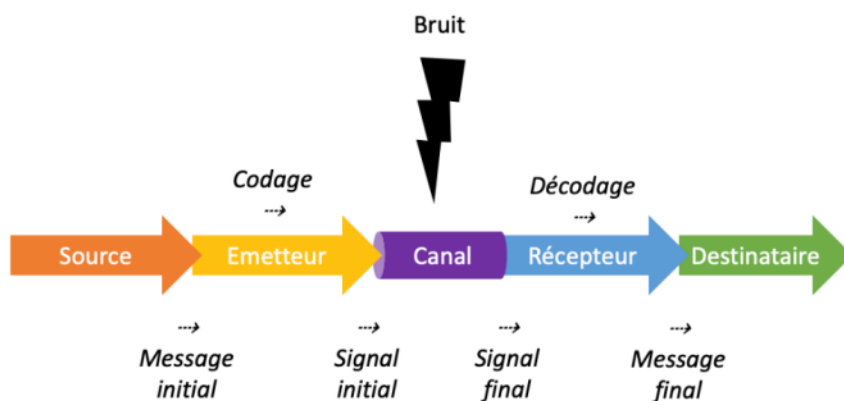 Bruit
Codage
Décodage
Source
Emetteur
Canal
Récepteur
Destinataire
Message
initial
Signal
initial
Signal
final
Message
final